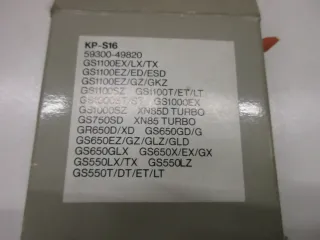 KP-S16
59300-49820
GS1100EX/LX/TX
GS1100EZ/ED/ESD
GS1100EZ/GZ/GKZ
GS1100SZ GS1100T/ET/LT
GS1000ET/ST/ GS1000EX
GS1000SZ XN85D TURBO
GS750SD XN85 TURBO
GR650D/XD GS650GD/G
GS650EZ/GZ/GLZ/GLD
GS650GLX GS650X/EX/GX
GS550LX/TX GS550LZ
GS550T/DT/ET/LT